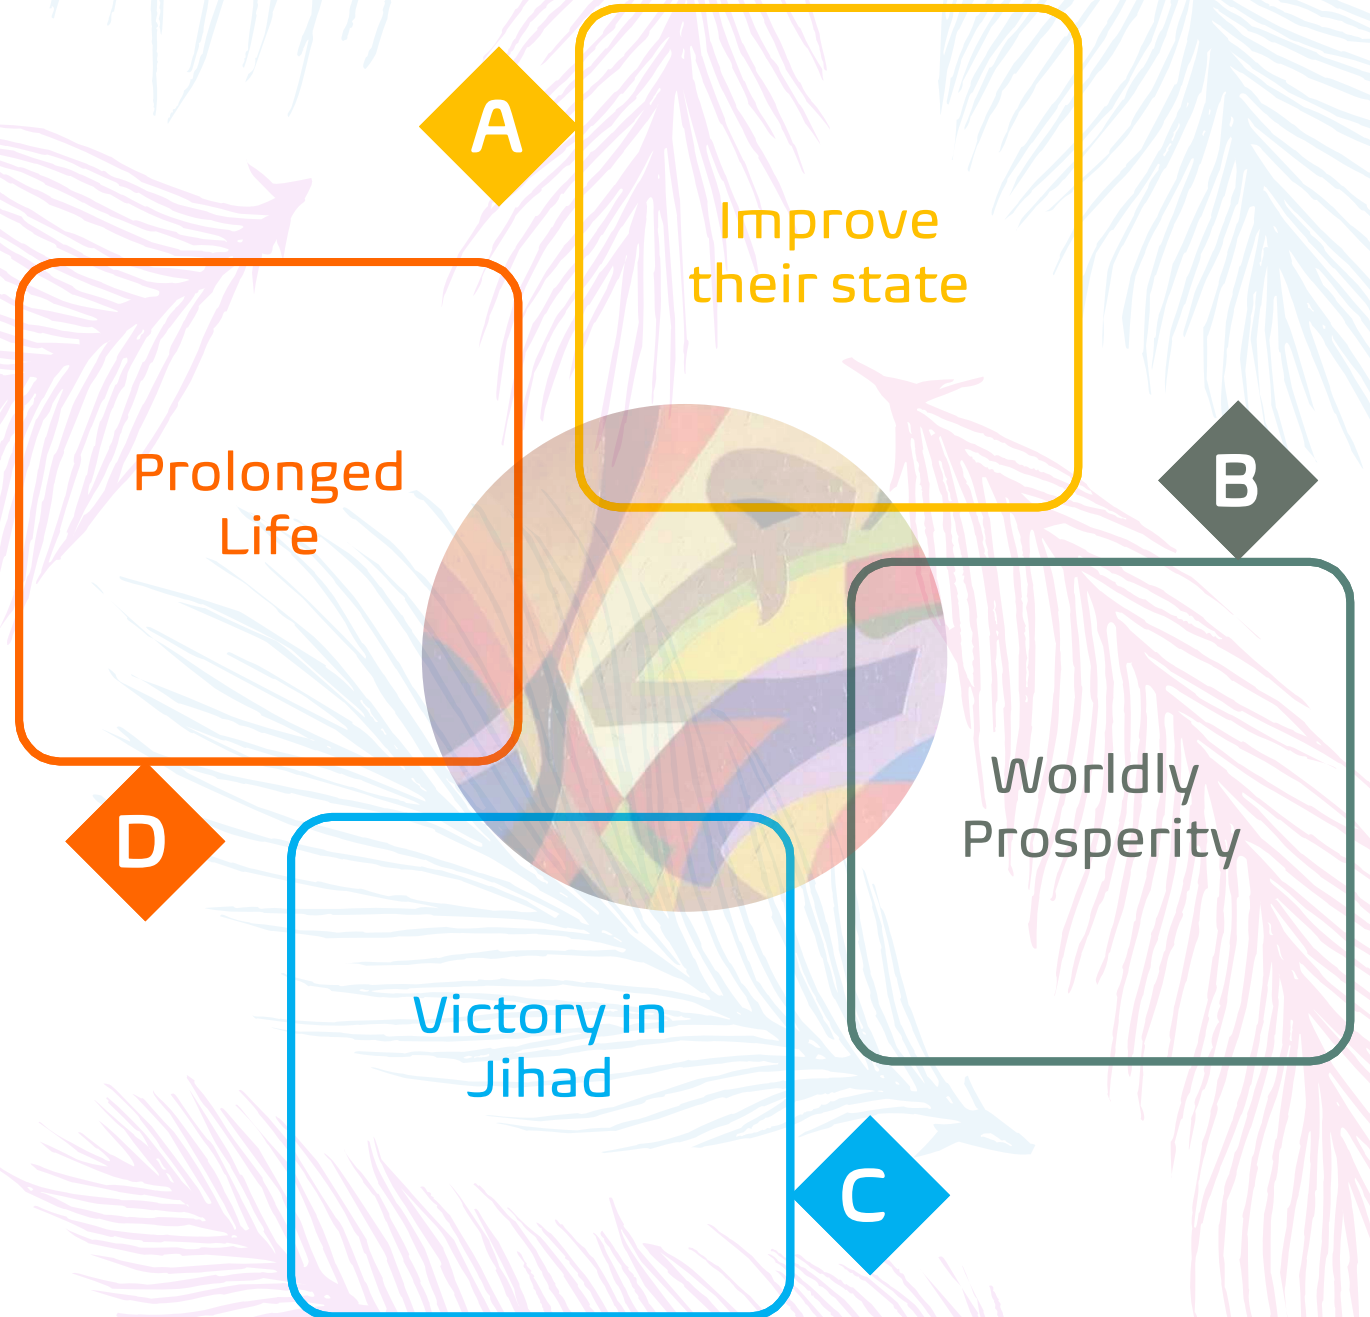 A
Improve
their state
B
Worldly
Prosperity
C
Victory in
Jihad
D
Prolonged
Life